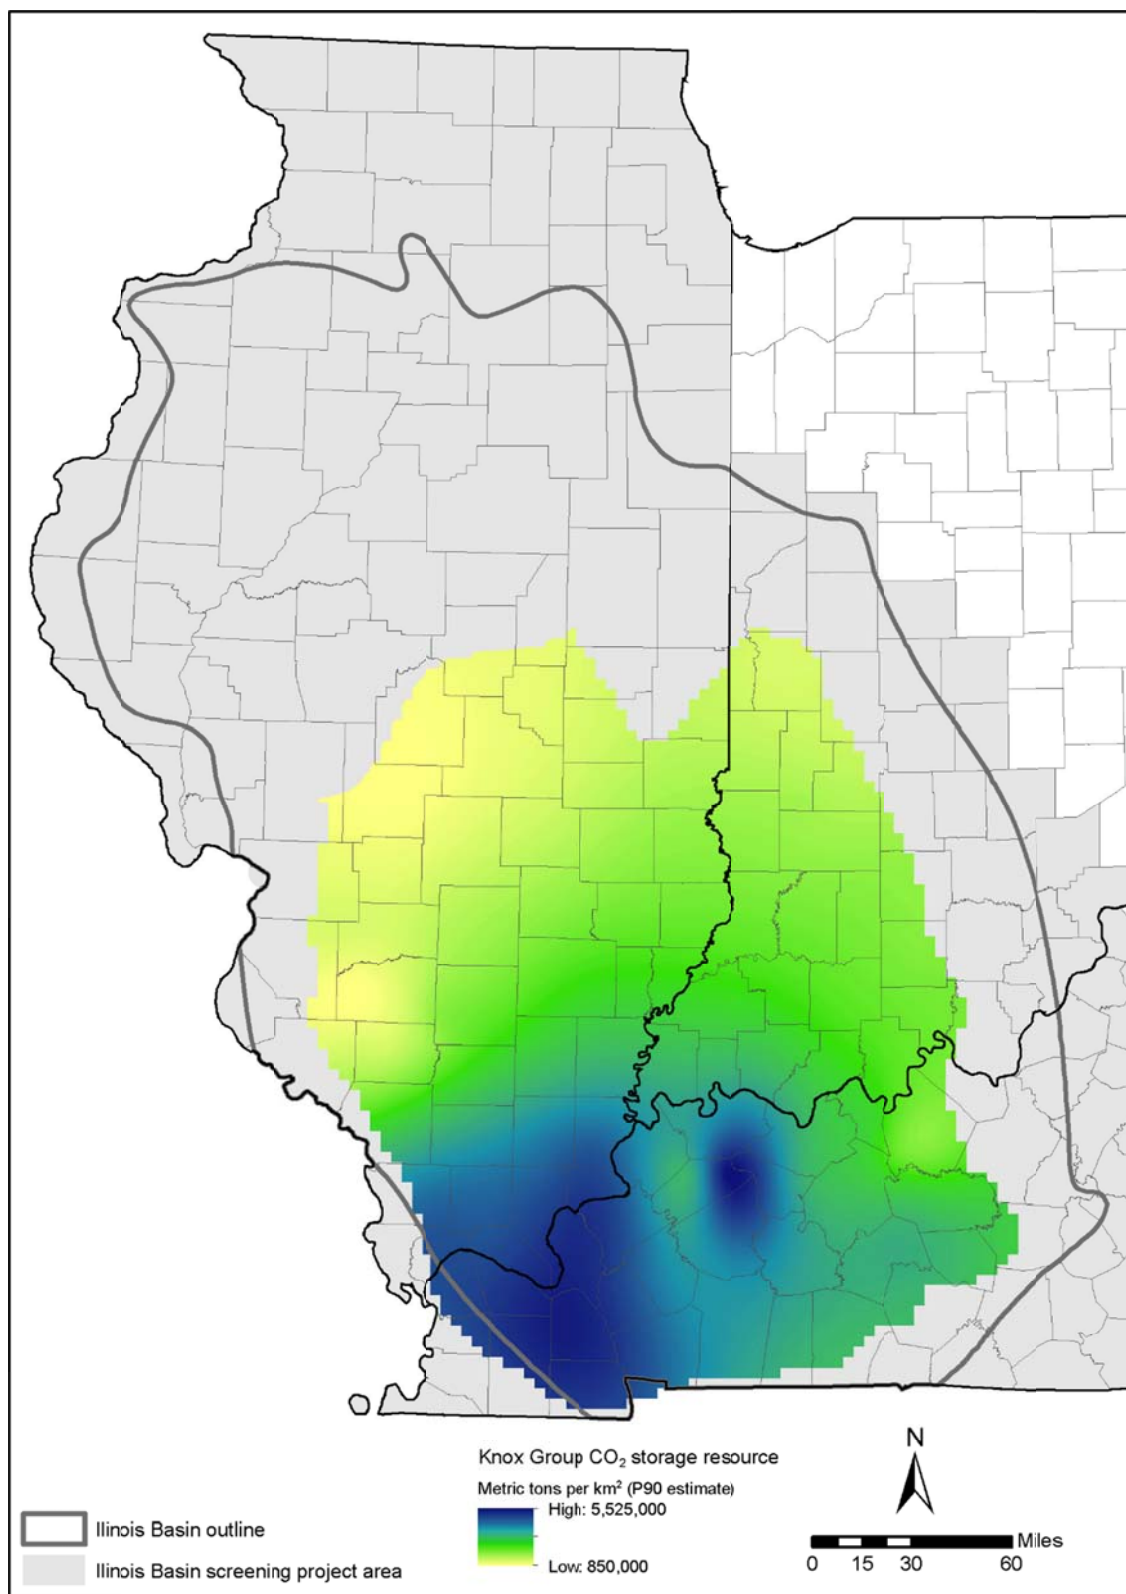 N
Knox Group CO₂ storage resource
Metric tons per km² (P90 estimate)
High: 5,525,000
Low: 850,000
Ilinois Basin outline
Ilinois Basin screening project area
Miles
0 15 30 60